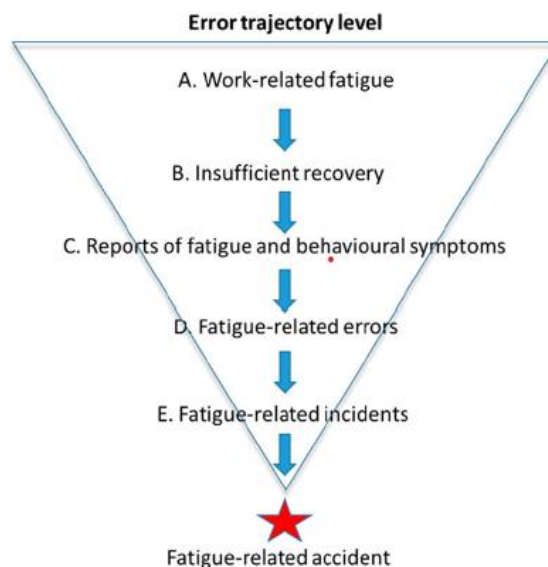 Error trajectory level
A. Work-related fatigue
B. Insufficient recovery
C. Reports of fatigue and behavioural symptoms
D. Fatigue-related errors
E. Fatigue-related incidents
Fatigue-related accident